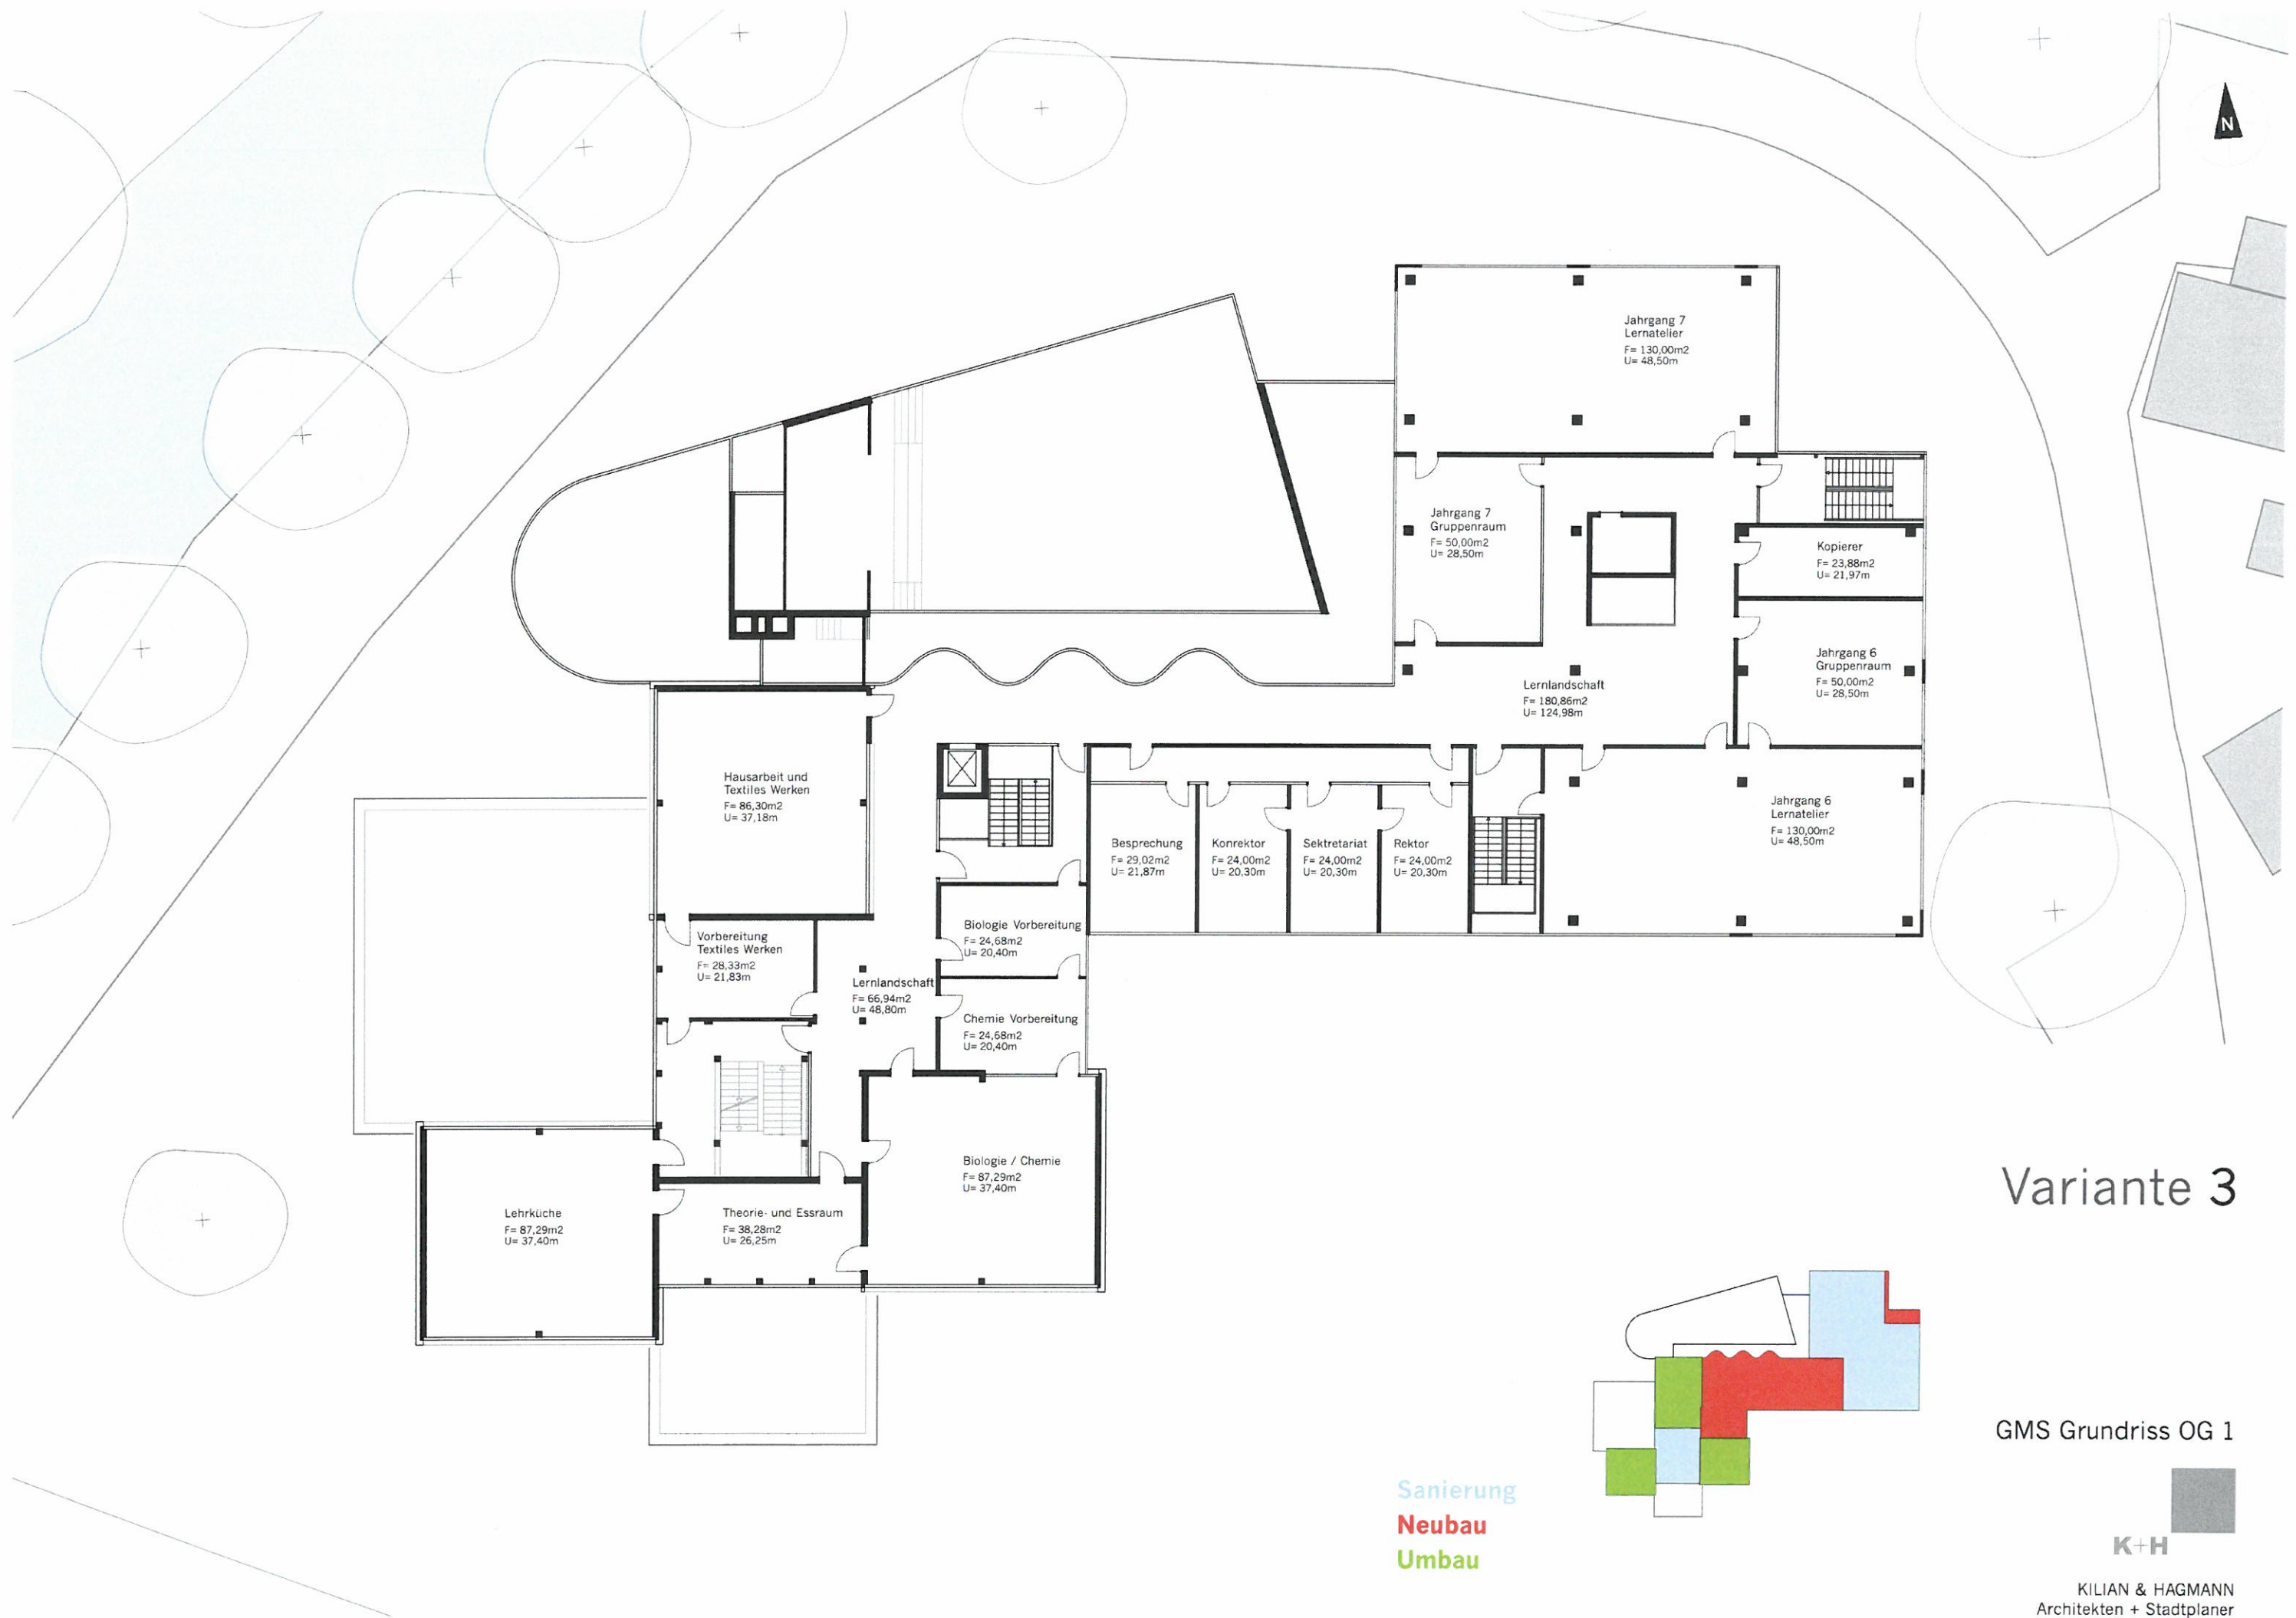 N
Jahrgang 7
Lernatelier
F= 130,00m2
U= 48,50m
Jahrgang 7
Gruppenraum
F= 50,00m2
U= 28,50m
Kopierer
F= 23,88m2
U= 21,97m
Jahrgang 6
Gruppenraum
F= 50,00m2
U= 28,50m
Lernlandschaft
F= 180,86m2
U= 124,98m
Hausarbeit und
Textiles Werken
F= 86,30m2
U= 37,18m
Jahrgang 6
Lernatelier
F= 130,00m2
U= 48,50m
Besprechung
F= 29,02m2
U= 21,87m
Konrektor
F= 24,00m2
U= 20,30m
Sektretariat
F= 24,00m2
U= 20,30m
Rektor
F= 24,00m2
U= 20,30m
Biologie Vorbereitung
F= 24,68m2
U= 20,40m
Vorbereitung
Textiles Werken
F= 28,33m2
U= 21,83m
Lernlandschaft
F= 66,94m2
U= 48,80m
Chemie Vorbereitung
F= 24,68m2
U= 20,40m
Biologie / Chemie
F= 87,29m2
U= 37,40m
Lehrküche
F= 87,29m2
U= 37,40m
Theorie- und Essraum
F= 38,28m2
U= 26,25m
Variante 3
GMS Grundriss OG 1
Sanierung
Neubau
Umbau
K+H
KILIAN & HAGMANN
Architekten + Stadtplaner